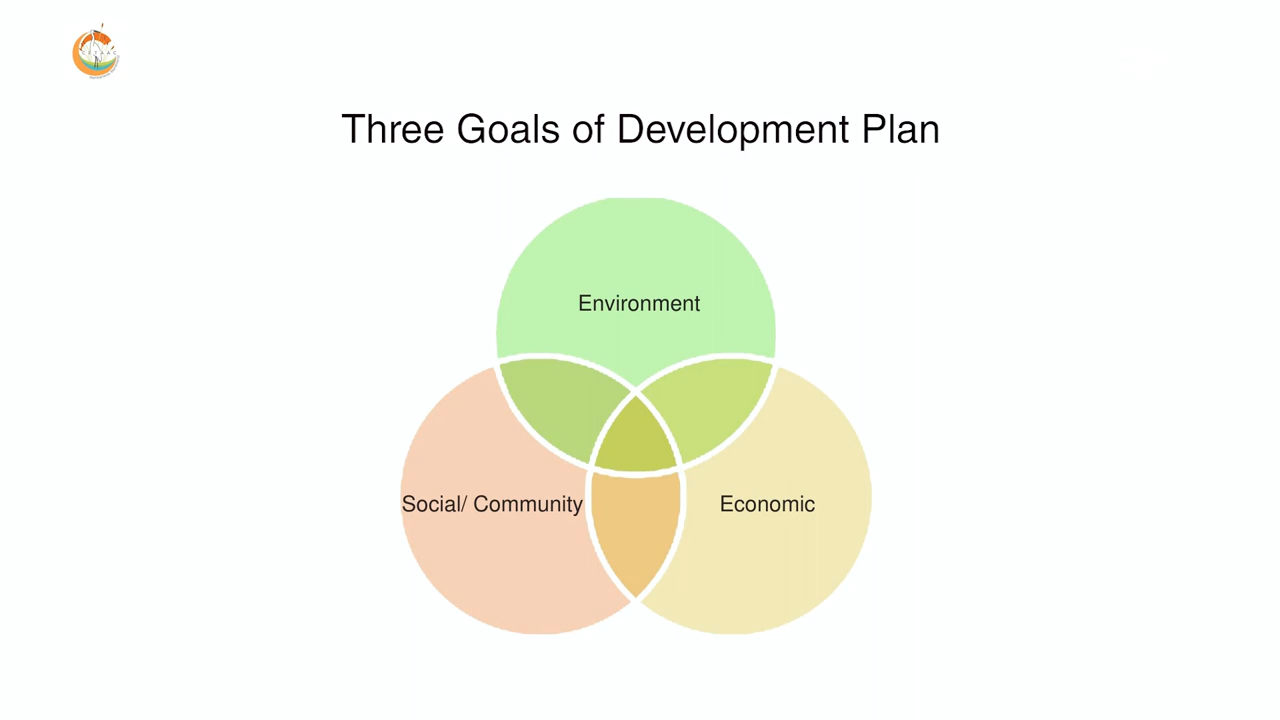 Three Goals of Development Plan
Environment
Social/ Community
Economic